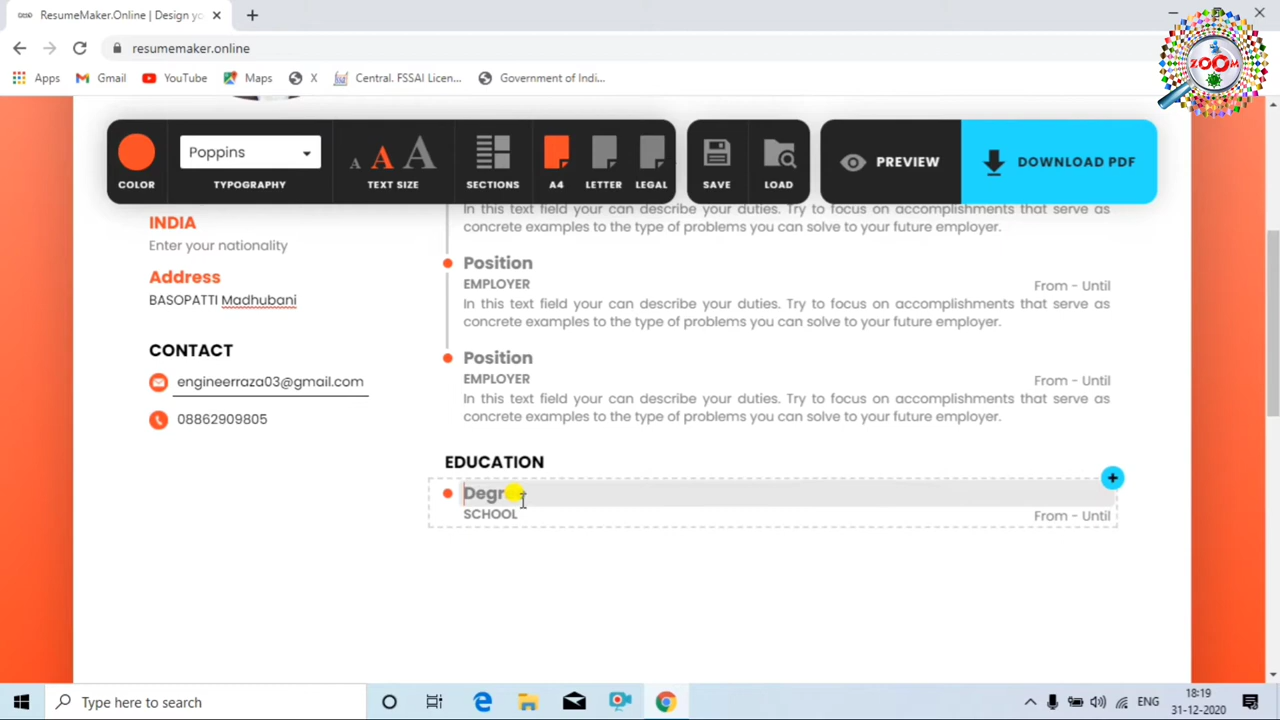 ResumeMaker.Online | Design yo
resumemaker.online
Apps
Gmail
YouTube
Maps
X
Central. FSSAI Licen...
Government of Indi...
ZOOM
Poppins
COLOR
TYPOGRAPHY
A A A
TEXT SIZE
SECTIONS
A4
LETTER
LEGAL
SAVE
LOAD
PREVIEW
DOWNLOAD PDF
INDIA
Enter your nationality
Address
BASOPATTI Madhubani
CONTACT
engineerraza03@gmail.com
08862909805
In this text field your can describe your duties. Try to focus on accomplishments that serve as
concrete examples to the type of problems you can solve to your future employer.
Position
EMPLOYER
From - Until
In this text field your can describe your duties. Try to focus on accomplishments that serve as
concrete examples to the type of problems you can solve to your future employer.
Position
EMPLOYER
From - Until
In this text field your can describe your duties. Try to focus on accomplishments that serve as
concrete examples to the type of problems you can solve to your future employer.
EDUCATION
Degr
SCHOOL
From - Until
Type here to search
ENG
18:19
31-12-2020